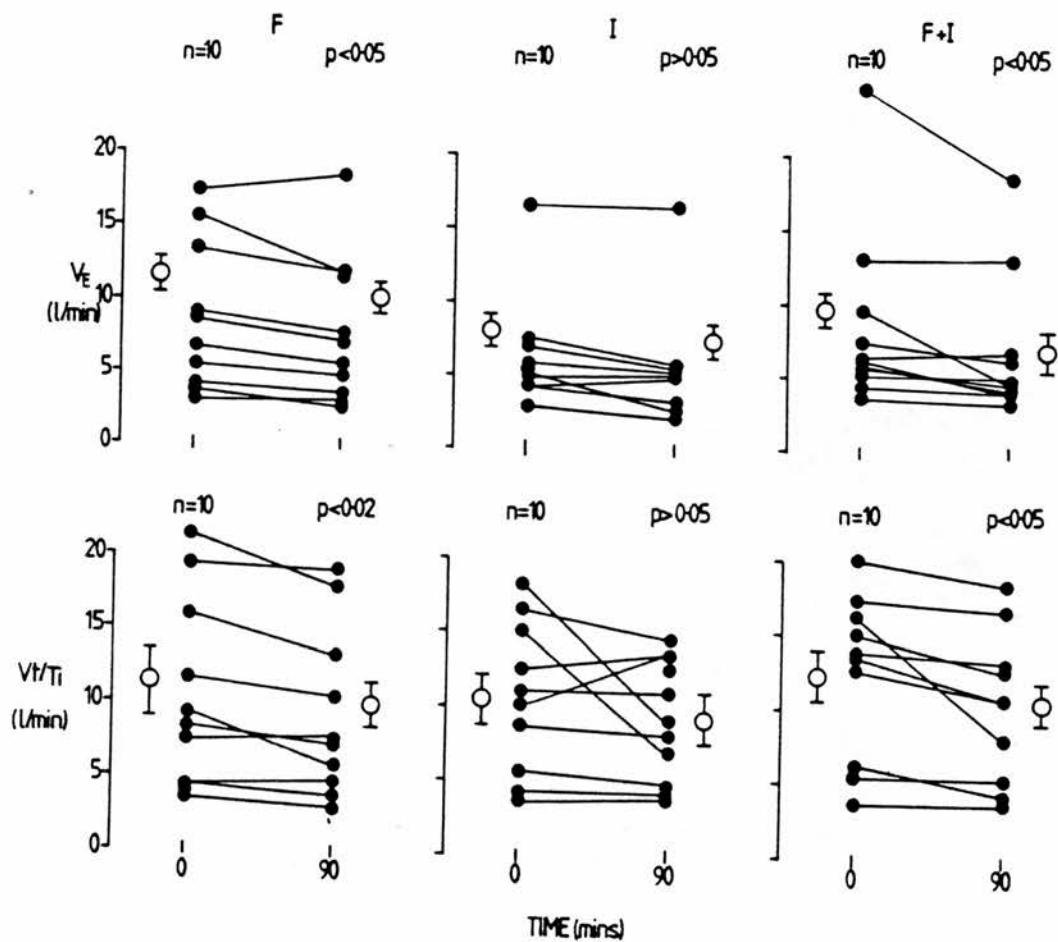 F I F+I
n=10 p<0·05 n=10 p>0·05 n=10 p<0·05
20
15
V̇E
10
(l/min)
5
0
n=10 p<0·02 n=10 p>0·05 n=10 p<0·05
20
15
Vt/Ti
10
(l/min)
5
0
0 90 0 90 0 90
TIME (mins)